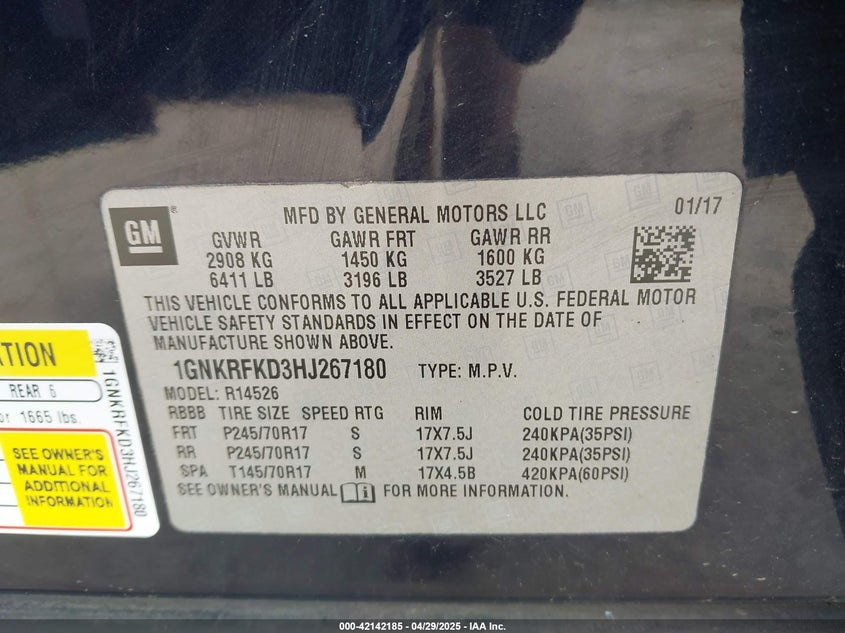 GM
MFD BY GENERAL MOTORS LLC
01/17
GVWR GAWR FRT GAWR RR
2908 KG 1450 KG 1600 KG
6411 LB 3196 LB 3527 LB
THIS VEHICLE CONFORMS TO ALL APPLICABLE U.S. FEDERAL MOTOR
VEHICLE SAFETY STANDARDS IN EFFECT ON THE DATE OF
MANUFACTURE SHOWN ABOVE.
1GNKRFKD3HJ267180 TYPE: M.P.V.
MODEL: R14526
RBBB TIRE SIZE SPEED RTG RIM COLD TIRE PRESSURE
FRT P245/70R17 S 17X7.5J 240KPA(35PSI)
RR P245/70R17 S 17X7.5J 240KPA(35PSI)
SPA T145/70R17 M 17X4.5B 420KPA(60PSI)
SEE OWNER'S MANUAL FOR MORE INFORMATION.
ATION
REAR 6
or 1665 lbs.
SEE OWNER'S
MANUAL FOR
ADDITIONAL
INFORMATION
1GNKRFKD3HJ267180
000-42142185 - 04/29/2025 - IAA Inc.